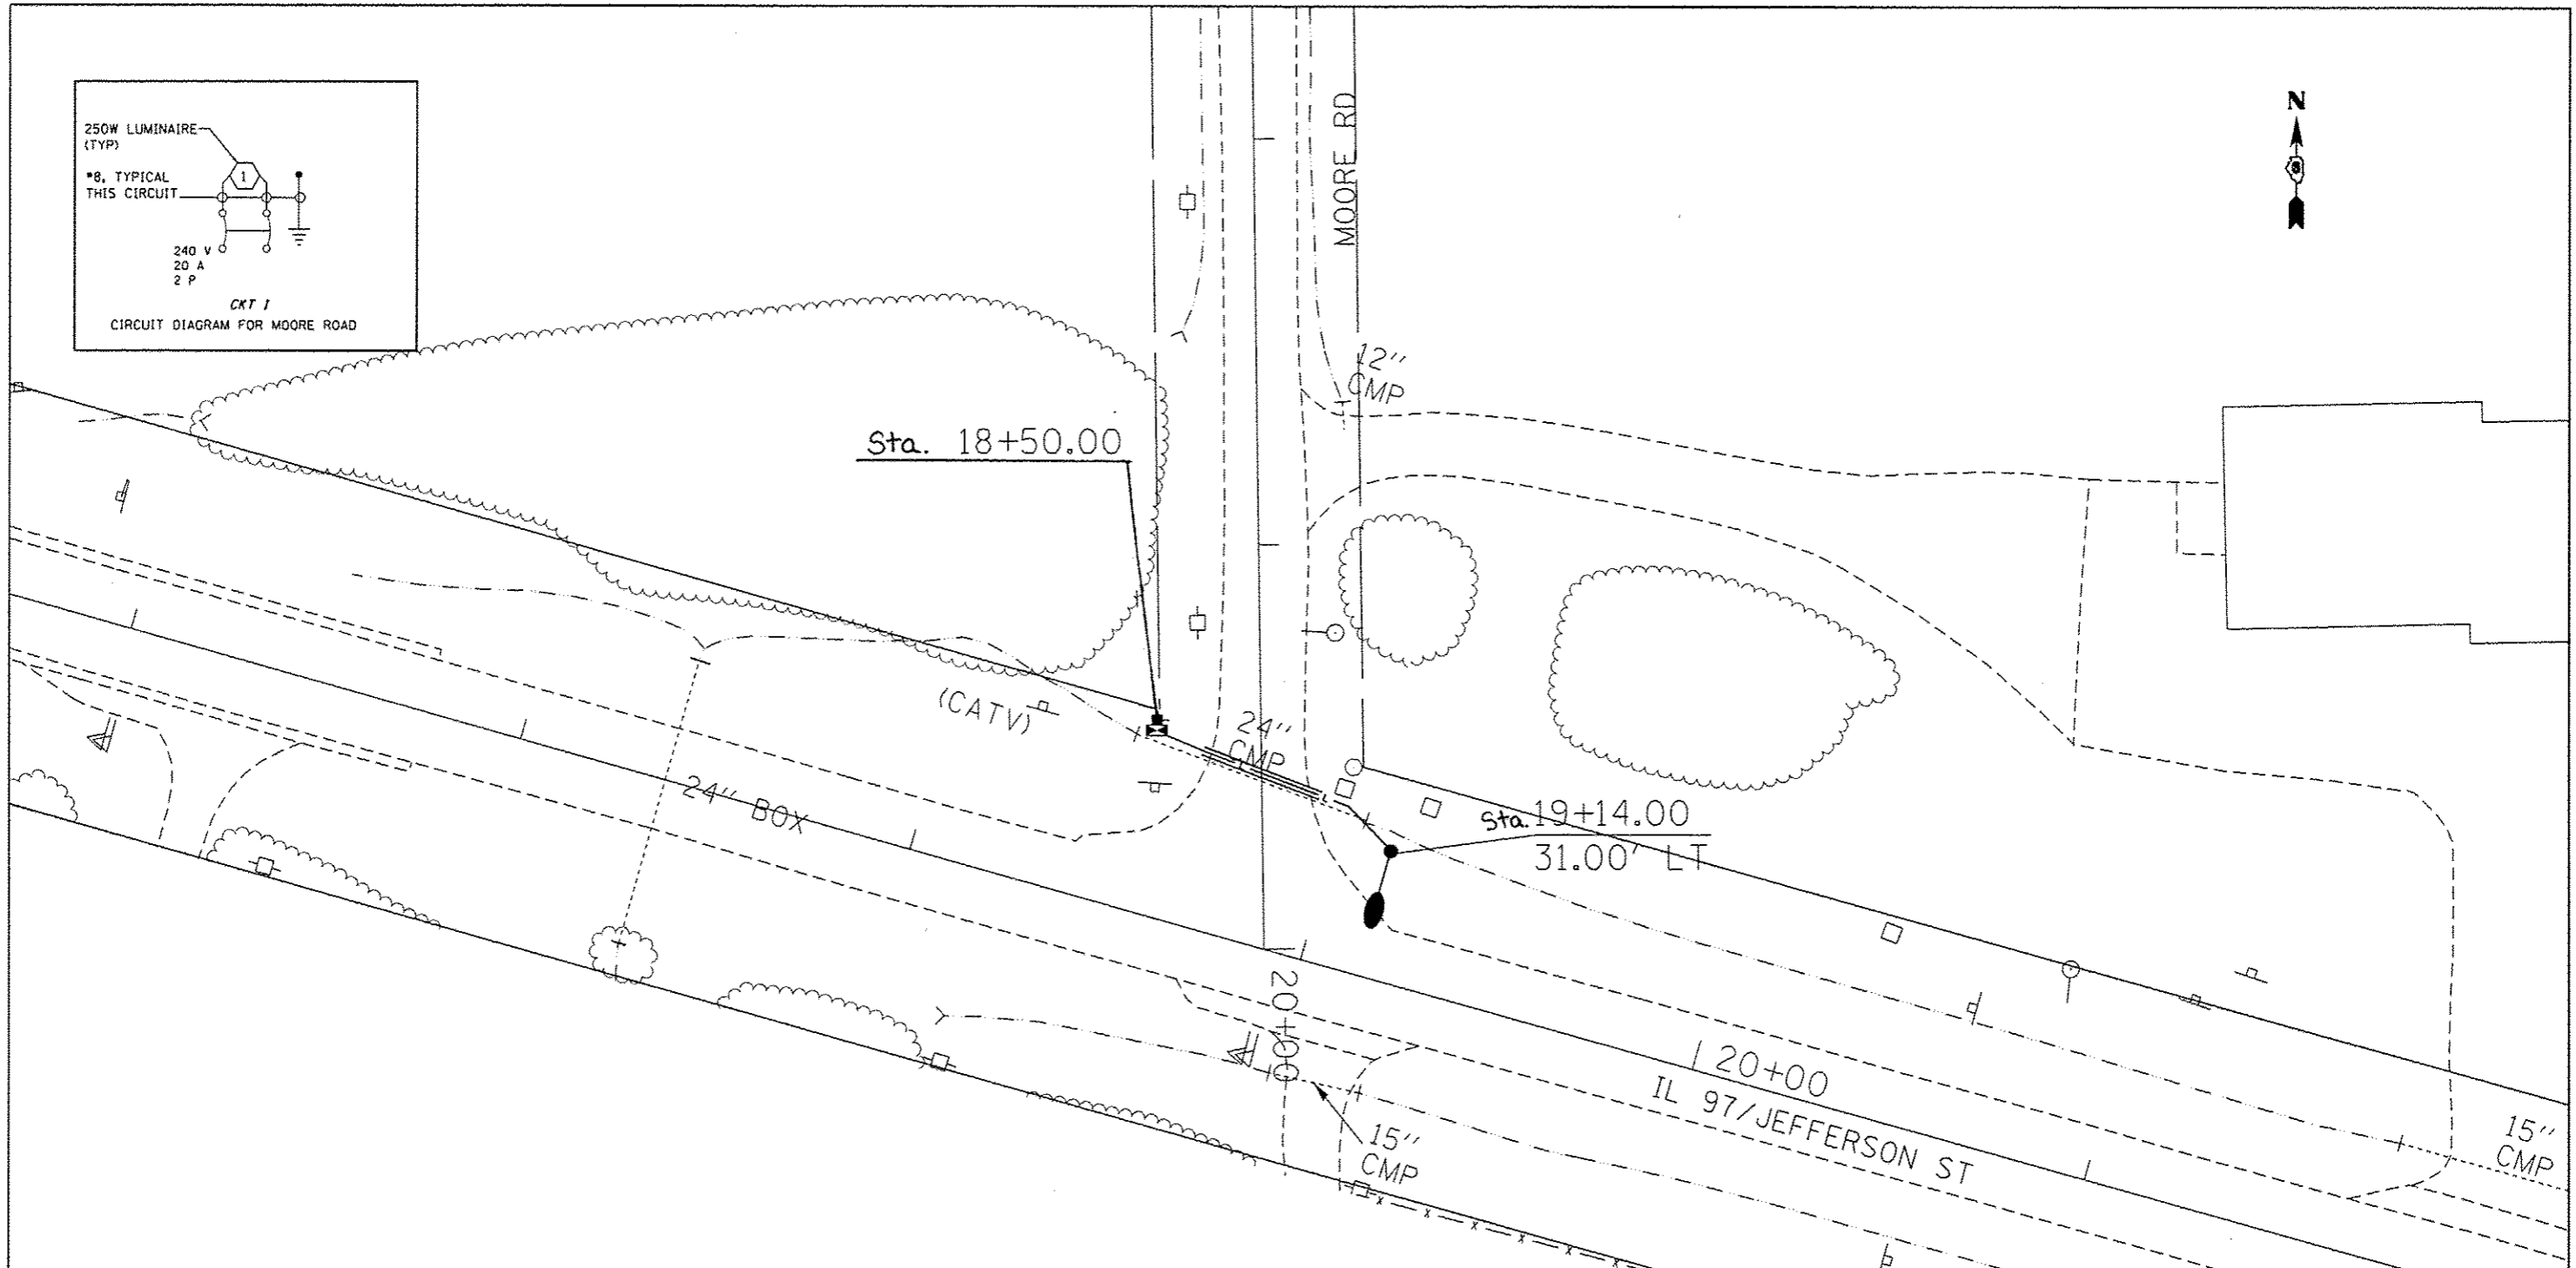 250W LUMINAIRE
(TYP)
1
#8, TYPICAL
THIS CIRCUIT
240 V
20 A
2 P
CKT 1
CIRCUIT DIAGRAM FOR MOORE ROAD
MOORE RD
N
12"
CMP
Sta. 18+50.00
(CATV)
24"
CMP
24" BOX
Sta. 19+14.00
31.00' LT
20+00
20+00
IL 97/JEFFERSON ST
15"
CMP
15"
CMP